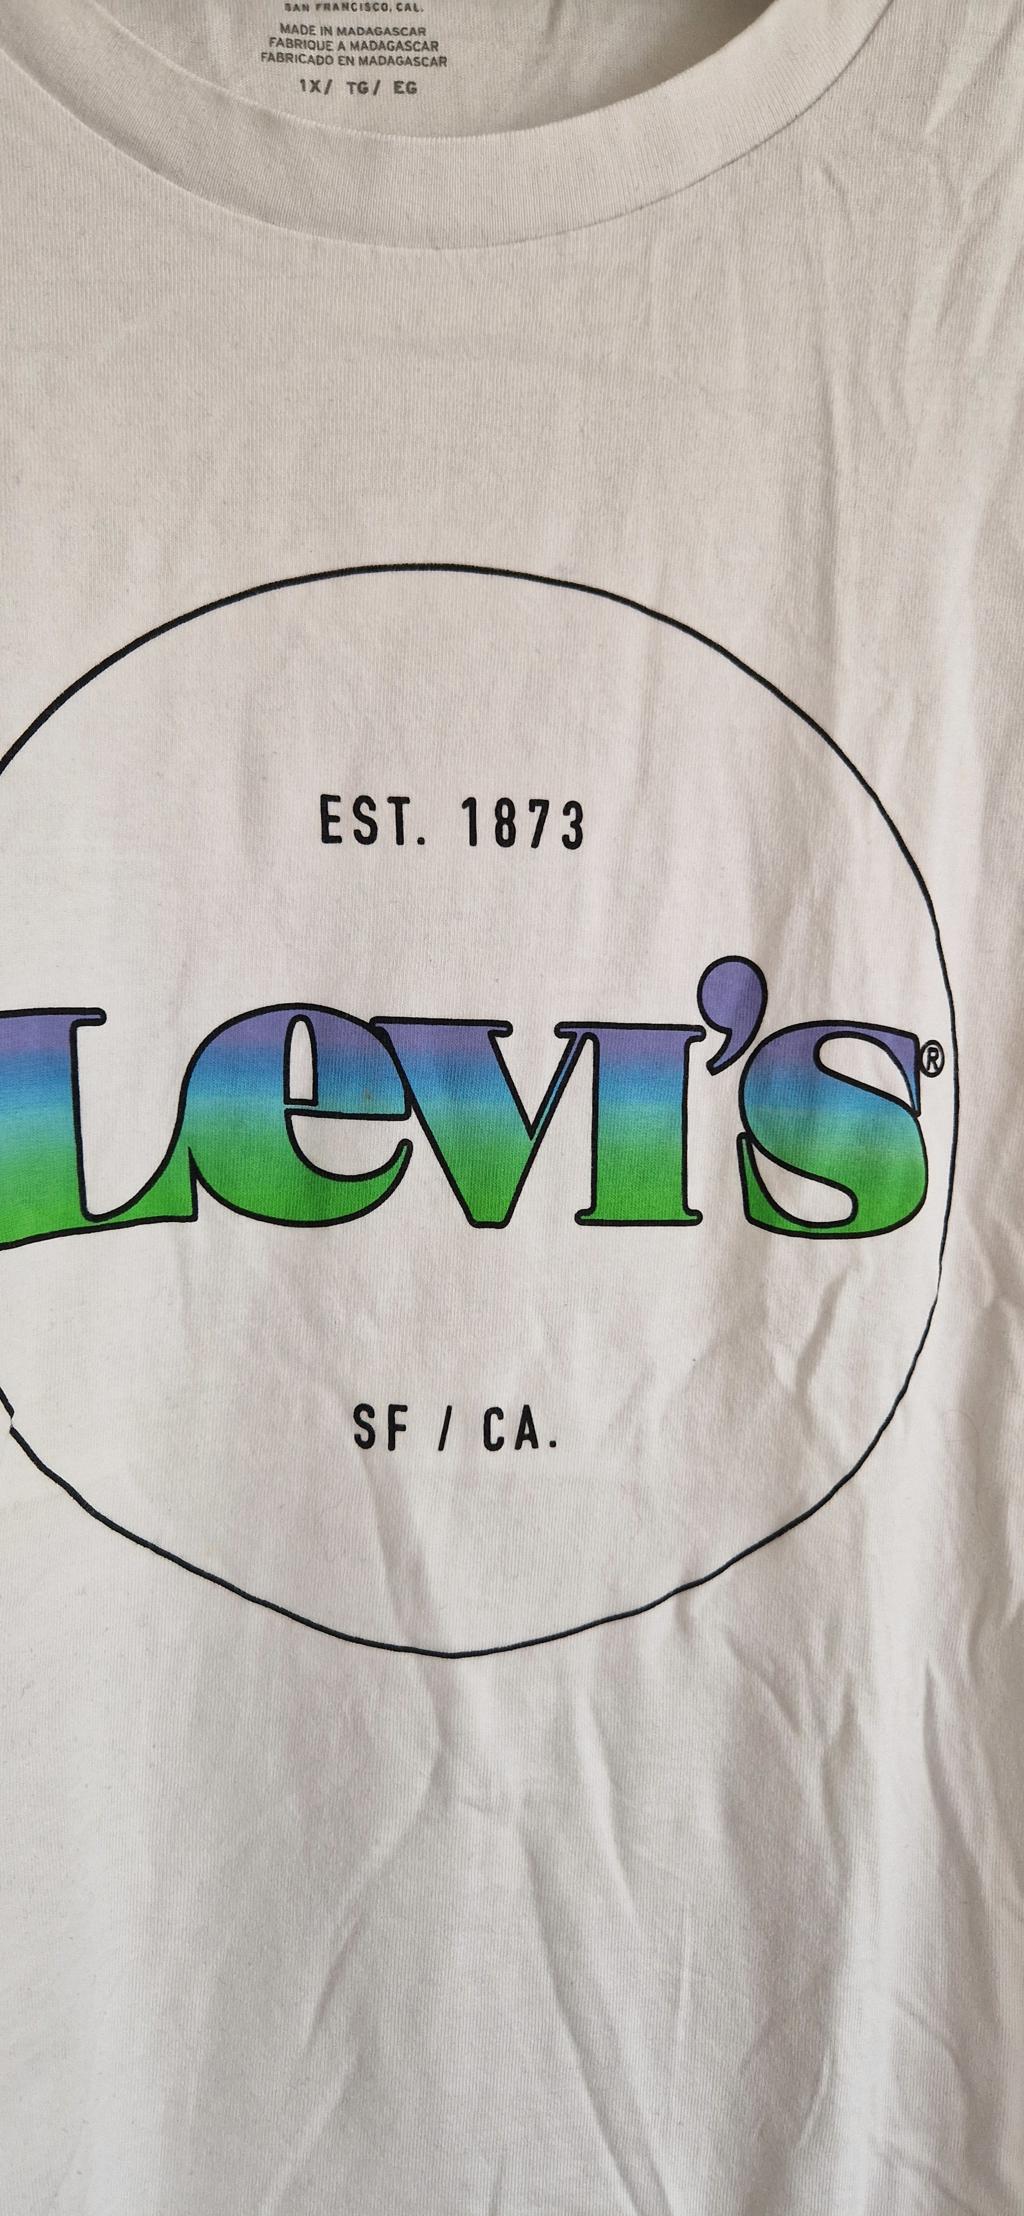 SAN FRANCISCO, CAL.
MADE IN MADAGASCAR
FABRIQUE A MADAGASCAR
FABRICADO EN MADAGASCAR
1X/ TG/ EG
EST. 1873
Levi's®
SF / CA.